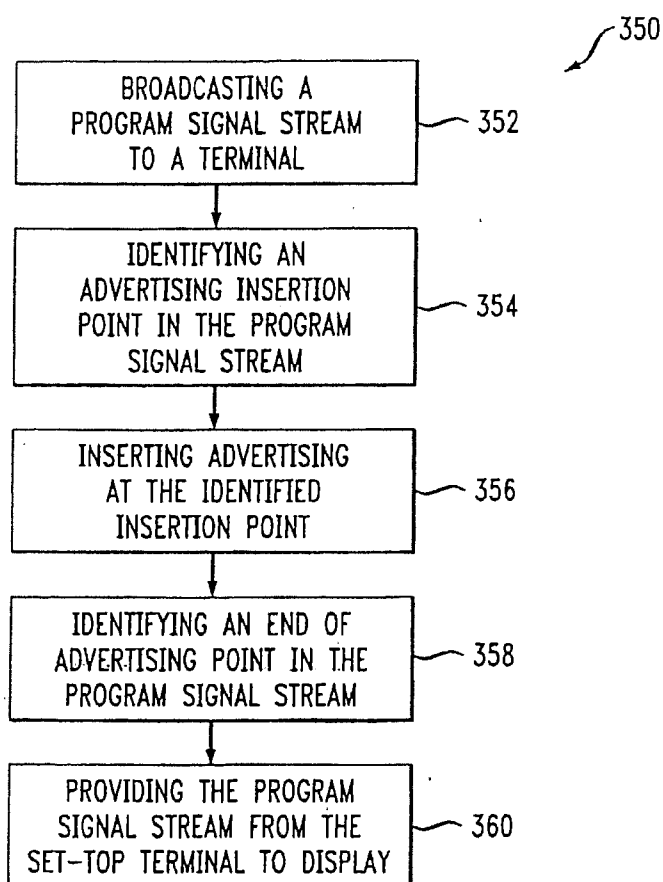 350
BROADCASTING A
PROGRAM SIGNAL STREAM
TO A TERMINAL
352
IDENTIFYING AN
ADVERTISING INSERTION
POINT IN THE PROGRAM
SIGNAL STREAM
354
INSERTING ADVERTISING
AT THE IDENTIFIED
INSERTION POINT
356
IDENTIFYING AN END OF
ADVERTISING POINT IN THE
PROGRAM SIGNAL STREAM
358
PROVIDING THE PROGRAM
SIGNAL STREAM FROM THE
SET-TOP TERMINAL TO DISPLAY
360